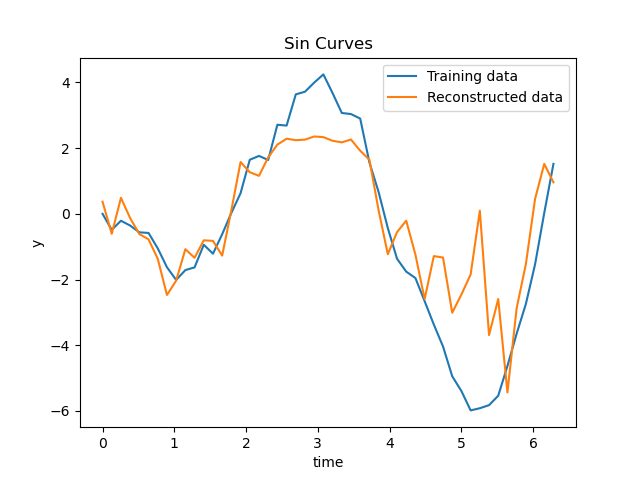 Sin Curves
Training data
Reconstructed data
4
2
0
−2
−4
−6
y
0 1 2 3 4 5 6
time